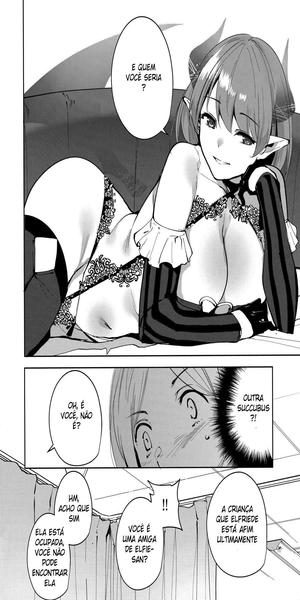 E QUEM
VOCÊ SERIA
?
OUTRA
SUCCUBUS
?!
OH, É
VOCÊ, NÃO
É?
A CRIANÇA
QUE ELFRIEDE
ESTÁ AFIM
ULTIMAMENTE
!!
VOCÊ É
UMA AMIGA
DE ELFIE-
SAN?
HM,
ACHO QUE
SIM
ELA ESTÁ
OCUPADA,
VOCÊ NÃO
PODE
ENCONTRAR
ELA